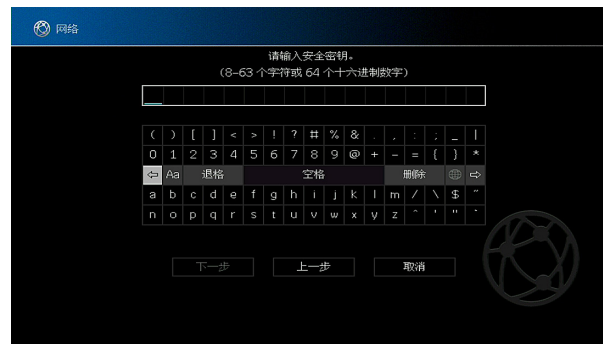 网络
请输入安全密钥。
(8-63 个字符或 64 个十六进制数字)
( ) [ ] < > ! ? # % & . , : ; _ |
0 1 2 3 4 5 6 7 8 9 @ + - = { } *
⇦ Aa 退格 空格 删除 ⇨
a b c d e f g h i j k l m / \ $ ~
n o p q r s t u v w x y z ^ ' " `
下一步 上一步 取消